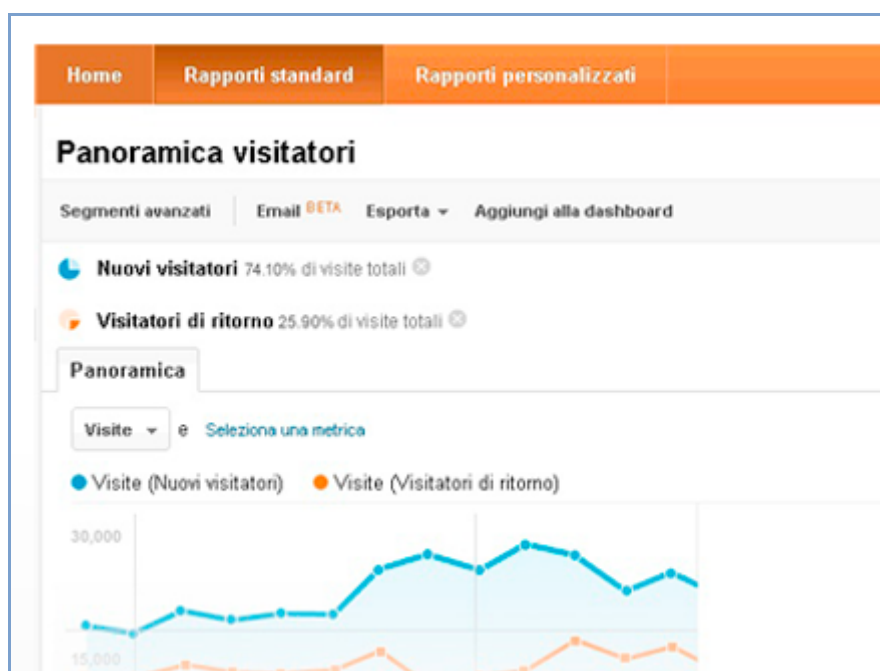 Home Rapporti standard Rapporti personalizzati
Panoramica visitatori
Segmenti avanzati Email BETA Esporta Aggiungi alla dashboard
Nuovi visitatori 74.10% di visite totali
Visitatori di ritorno 25.90% di visite totali
Panoramica
Visite e Seleziona una metrica
Visite (Nuovi visitatori) Visite (Visitatori di ritorno)
30,000
15,000